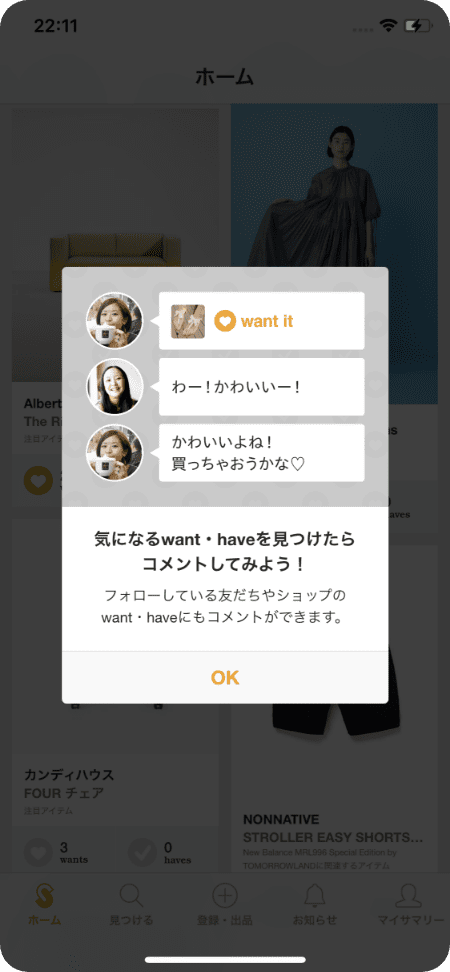 22:11
ホーム
want it
わー！かわいいー！
かわいいよね！
買っちゃおうかな♡
気になるwant・haveを見つけたら
コメントしてみよう！
フォローしている友だちやショップの
want・haveにもコメントができます。
OK
Albert
The Ri
注目アイテ
0
haves
カンディハウス
FOUR チェア
注目アイテム
3
wants
0
haves
NONNATIVE
STROLLER EASY SHORTS…
New Balance MRL996 Special Edition by
TOMORROWLANDに関連するアイテム
ホーム
見つける
登録・出品
お知らせ
マイサマリー